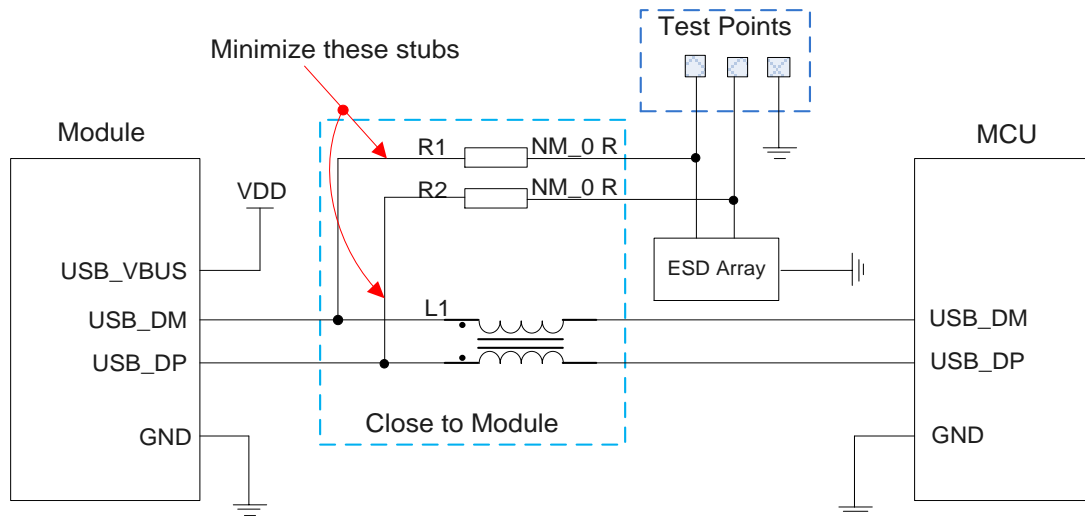 Test Points
Minimize these stubs
Module
MCU
R1
NM_0 R
VDD
R2
NM_0 R
USB_VBUS
ESD Array
USB_DM
L1
USB_DM
USB_DP
USB_DP
Close to Module
GND
GND